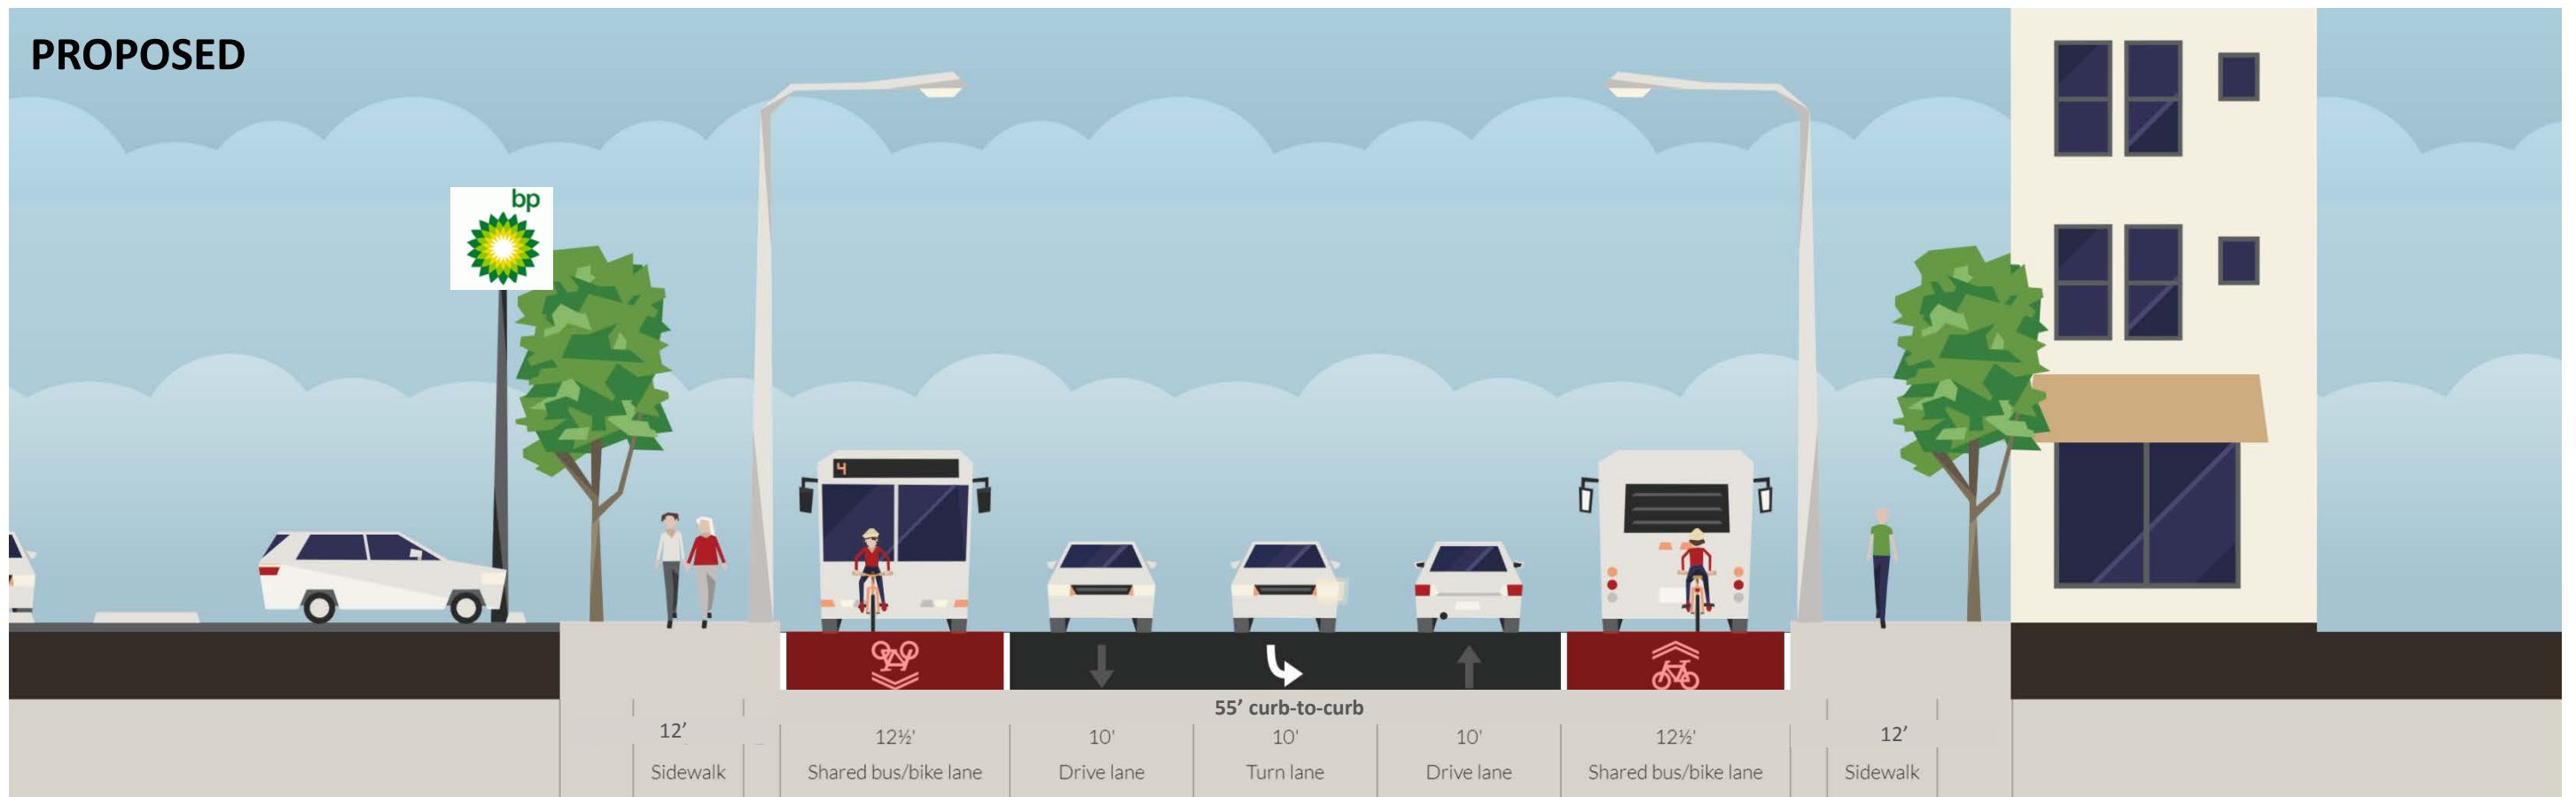 PROPOSED
bp
4
55’ curb-to-curb
12’ 12½' 10' 10' 10' 12½' 12’
Sidewalk Shared bus/bike lane Drive lane Turn lane Drive lane Shared bus/bike lane Sidewalk